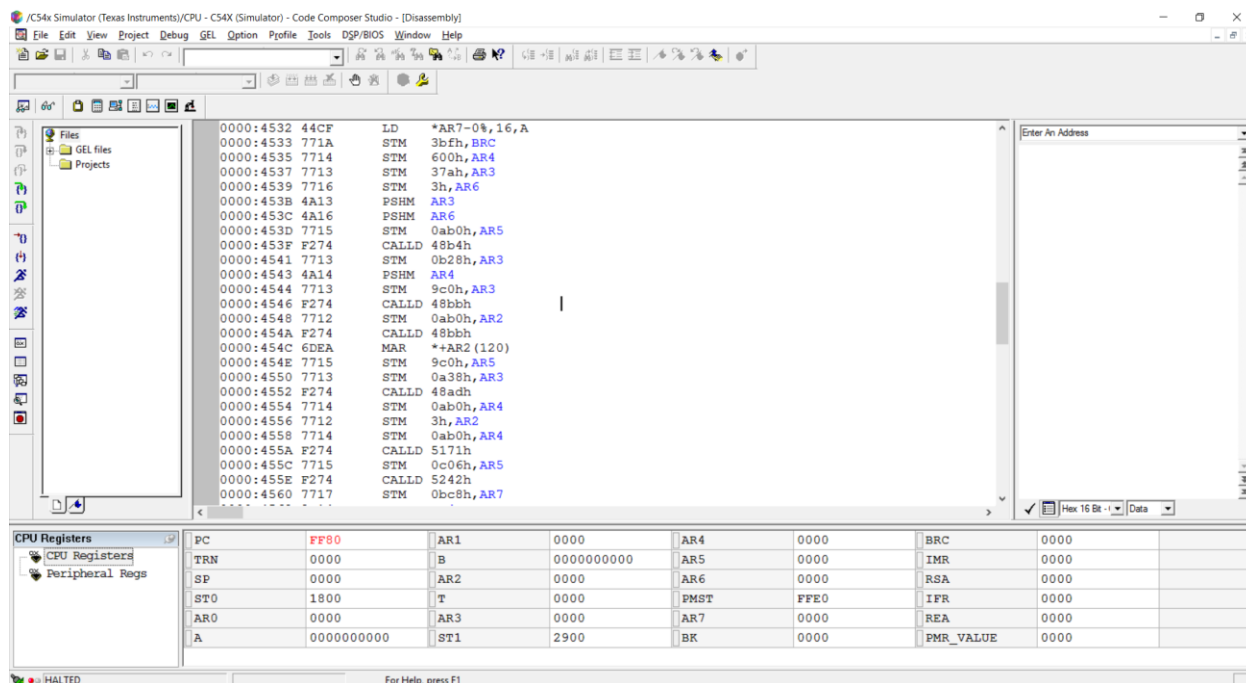 /C54x Simulator (Texas Instruments)/CPU - C54X (Simulator) - Code Composer Studio - [Disassembly]
File Edit View Project Debug GEL Option Profile Tools DSP/BIOS Window Help
Files
GEL files
Projects
0000:4532 44CF LD *AR7-0%,16,A
0000:4533 771A STM 3bfh,BRC
0000:4535 7714 STM 600h,AR4
0000:4537 7713 STM 37ah,AR3
0000:4539 7716 STM 3h,AR6
0000:453B 4A13 PSHM AR3
0000:453C 4A16 PSHM AR6
0000:453D 7715 STM 0ab0h,AR5
0000:453F F274 CALLD 48b4h
0000:4541 7713 STM 0b28h,AR3
0000:4543 4A14 PSHM AR4
0000:4544 7713 STM 9c0h,AR3
0000:4546 F274 CALLD 48bbh
0000:4548 7712 STM 0ab0h,AR2
0000:454A F274 CALLD 48bbh
0000:454C 6DEA MAR *+AR2(120)
0000:454E 7715 STM 9c0h,AR5
0000:4550 7713 STM 0a38h,AR3
0000:4552 F274 CALLD 48adh
0000:4554 7714 STM 0ab0h,AR4
0000:4556 7712 STM 3h,AR2
0000:4558 7714 STM 0ab0h,AR4
0000:455A F274 CALLD 5171h
0000:455C 7715 STM 0c06h,AR5
0000:455E F274 CALLD 5242h
0000:4560 7717 STM 0bc8h,AR7
Enter An Address
Hex 16 Bit - Data
CPU Registers
CPU Registers
Peripheral Regs
PC FF80 AR1 0000 AR4 0000 BRC 0000
TRN 0000 B 0000000000 AR5 0000 IMR 0000
SP 0000 AR2 0000 AR6 0000 RSA 0000
ST0 1800 T 0000 PMST FFE0 IFR 0000
AR0 0000 AR3 0000 AR7 0000 REA 0000
A 0000000000 ST1 2900 BK 0000 PMR_VALUE 0000
HALTED For Help, press F1